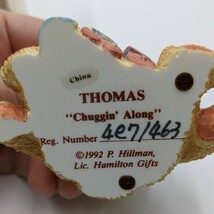 China
THOMAS
"Chuggin' Along"
Reg. Number 4e7/463
©1992 P. Hillman,
Lic. Hamilton Gifts